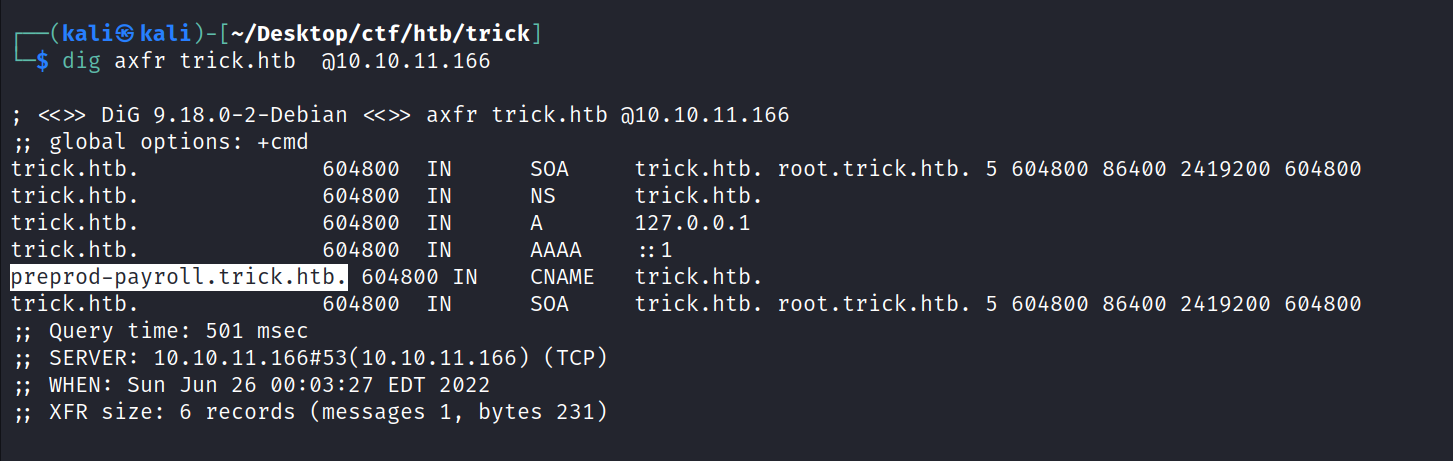 ┌──(kali㉿kali)-[~/Desktop/ctf/htb/trick]
└─$ dig axfr trick.htb  @10.10.11.166
; <<>> DiG 9.18.0-2-Debian <<>> axfr trick.htb @10.10.11.166
;; global options: +cmd
trick.htb.              604800  IN      SOA     trick.htb. root.trick.htb. 5 604800 86400 2419200 604800
trick.htb.              604800  IN      NS      trick.htb.
trick.htb.              604800  IN      A       127.0.0.1
trick.htb.              604800  IN      AAAA    ::1
preprod-payroll.trick.htb. 604800 IN    CNAME   trick.htb.
trick.htb.              604800  IN      SOA     trick.htb. root.trick.htb. 5 604800 86400 2419200 604800
;; Query time: 501 msec
;; SERVER: 10.10.11.166#53(10.10.11.166) (TCP)
;; WHEN: Sun Jun 26 00:03:27 EDT 2022
;; XFR size: 6 records (messages 1, bytes 231)